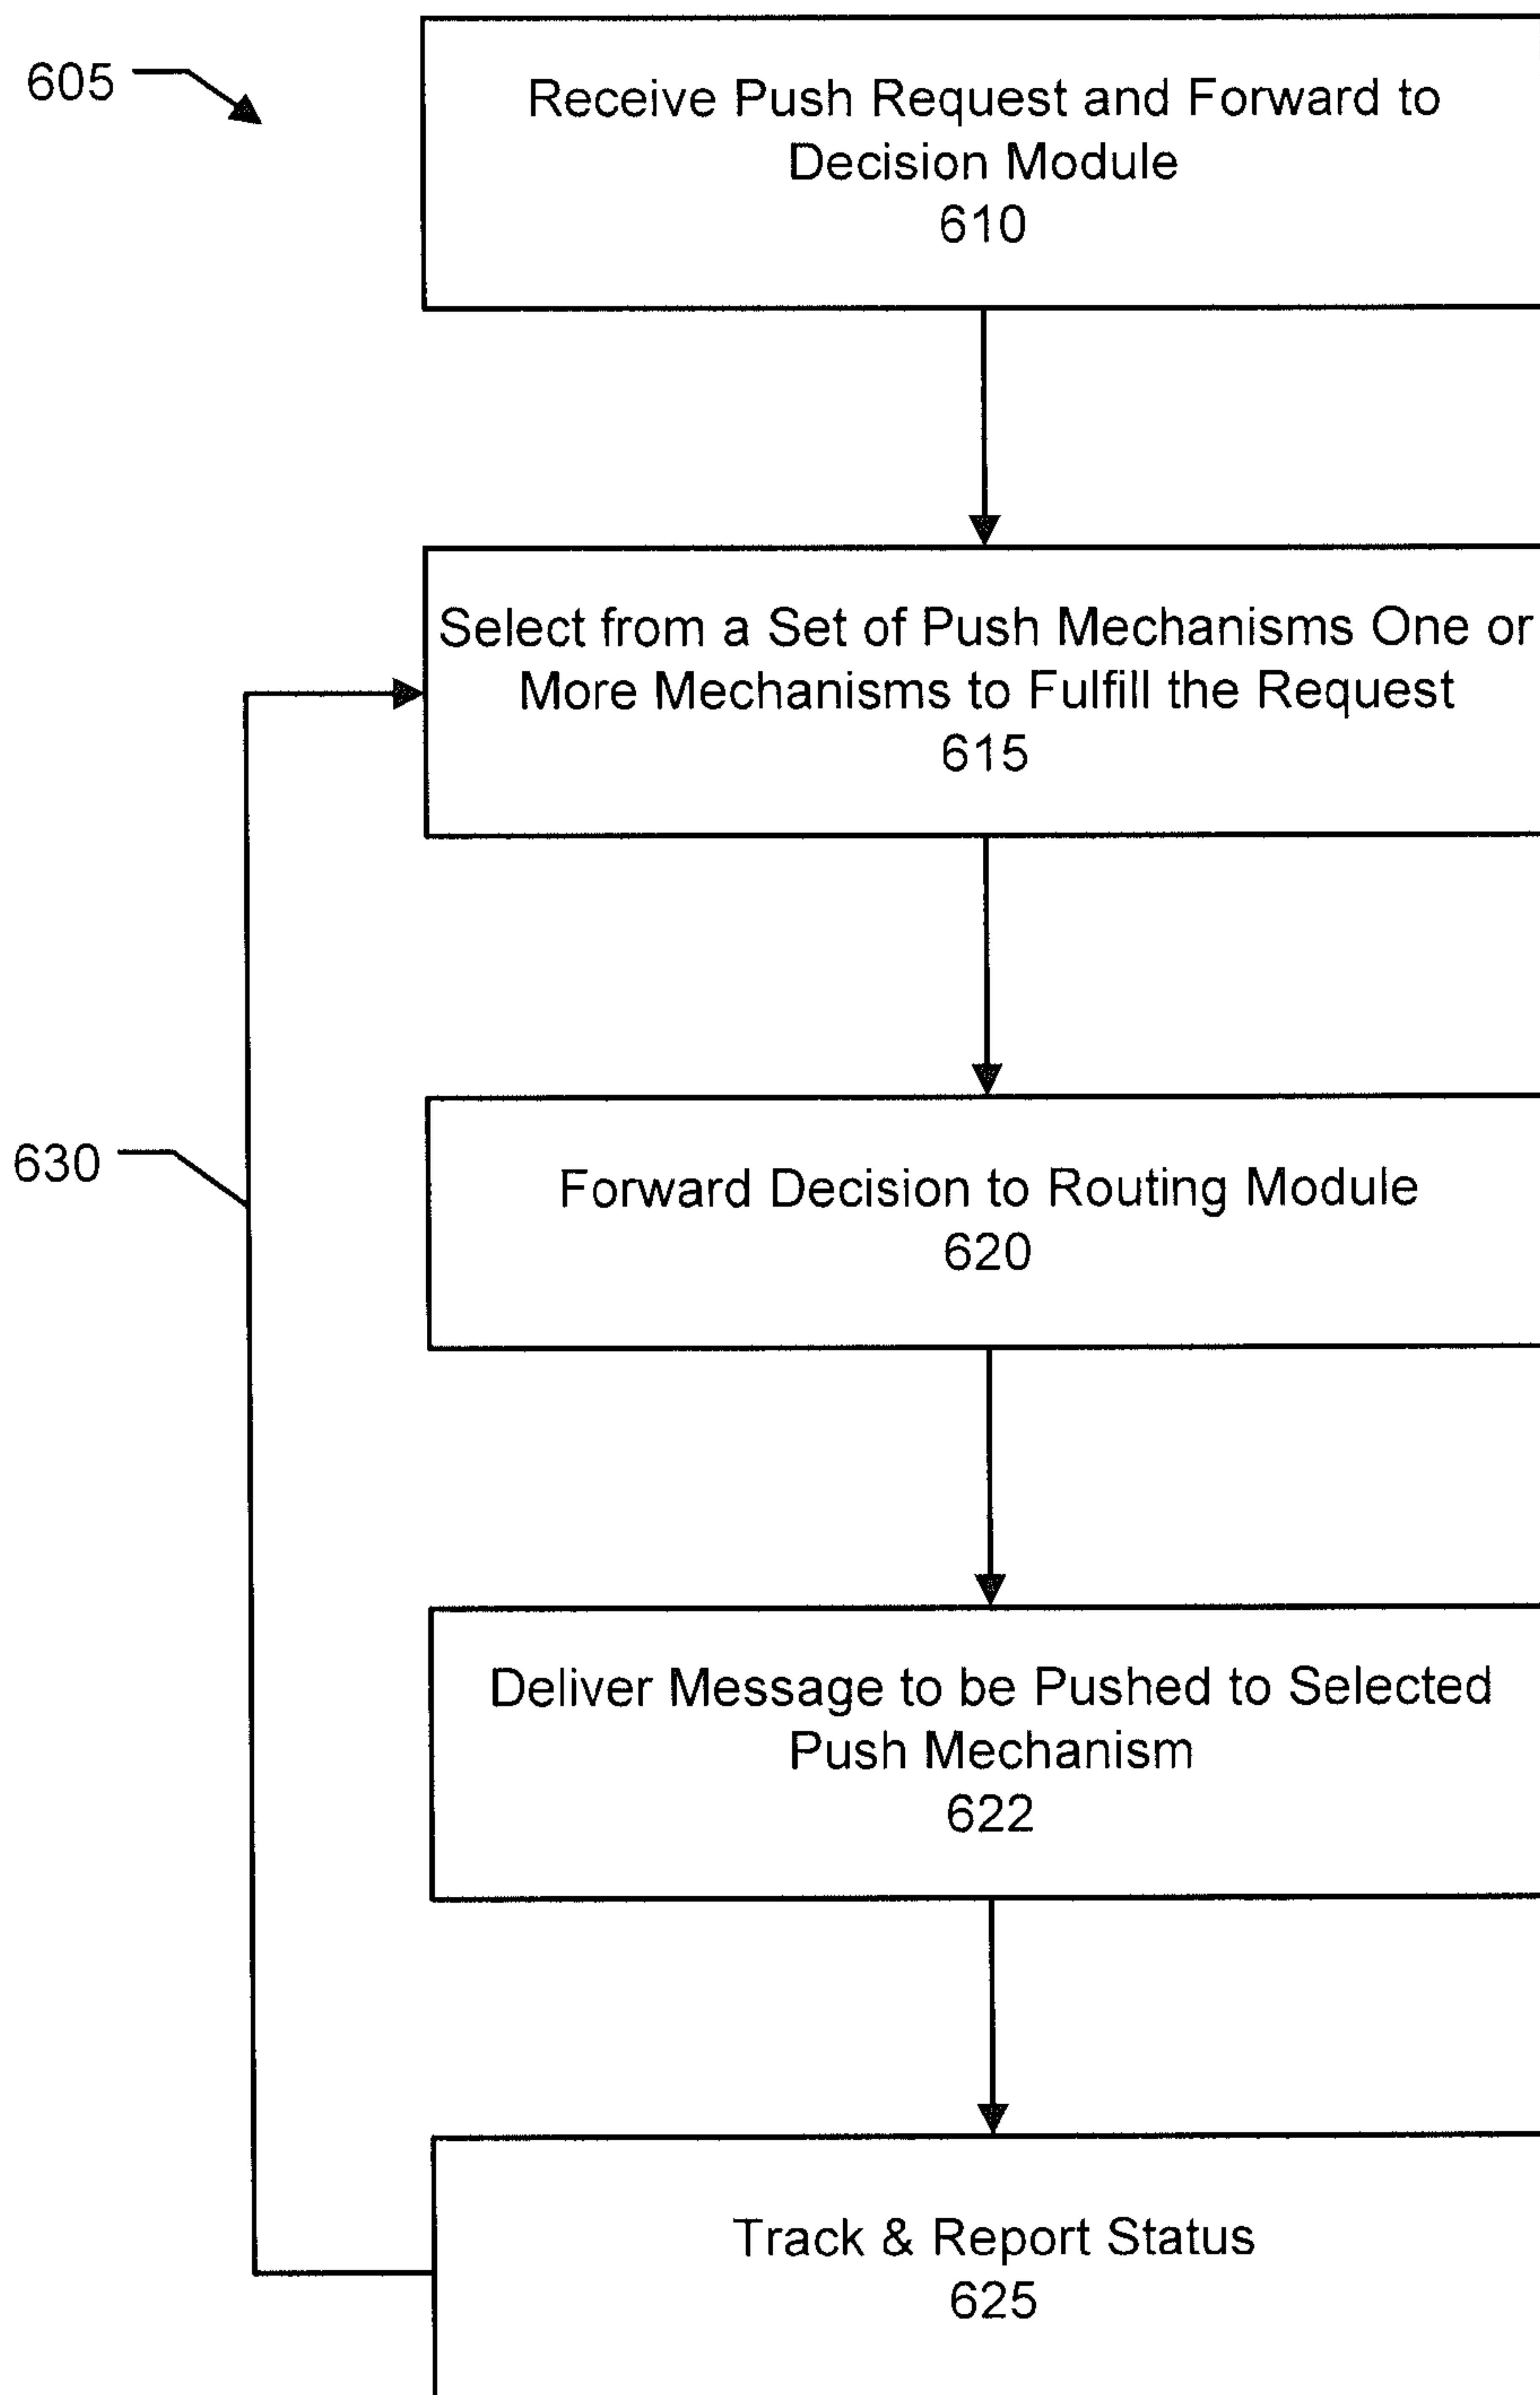 605
Receive Push Request and Forward to
Decision Module
610
Select from a Set of Push Mechanisms One or
More Mechanisms to Fulfill the Request
615
630
Forward Decision to Routing Module
620
Deliver Message to be Pushed to Selected
Push Mechanism
622
Track & Report Status
625